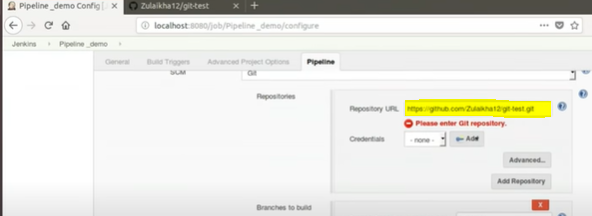 Pipeline _demo Config [
Zulaikha12/git-test
localhost:8080/job/Pipeline_demo/configure
Jenkins
Pipeline _demo
General
Build Triggers
Advanced Project Options
Pipeline
SCM
Git
Repositories
Repository URL
https://github.com/Zulaikha12/git-test.git
Please enter Git repository.
Credentials
- none -
Add
Advanced...
Add Repository
Branches to build
X